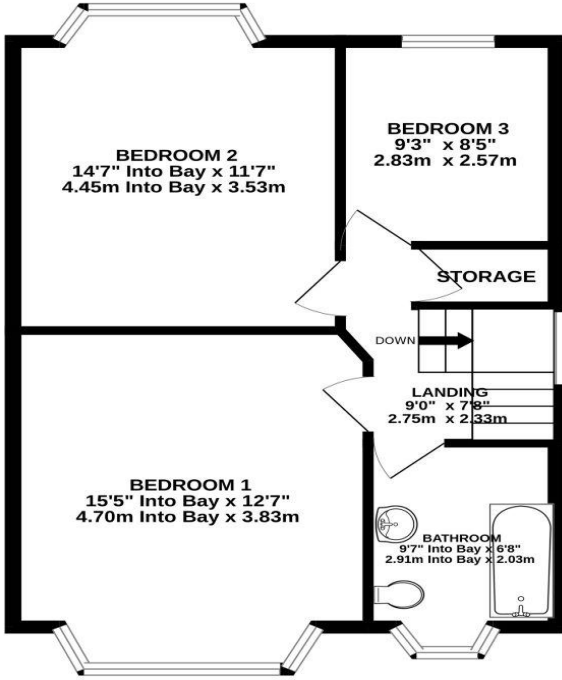 BEDROOM 2
14'7" Into Bay x 11'7"
4.45m Into Bay x 3.53m
BEDROOM 3
9'3" x 8'5"
2.83m x 2.57m
STORAGE
DOWN
LANDING
9'0" x 7'8"
2.75m x 2.33m
BEDROOM 1
15'5" Into Bay x 12'7"
4.70m Into Bay x 3.83m
BATHROOM
9'7" Into Bay x 6'8"
2.91m Into Bay x 2.03m